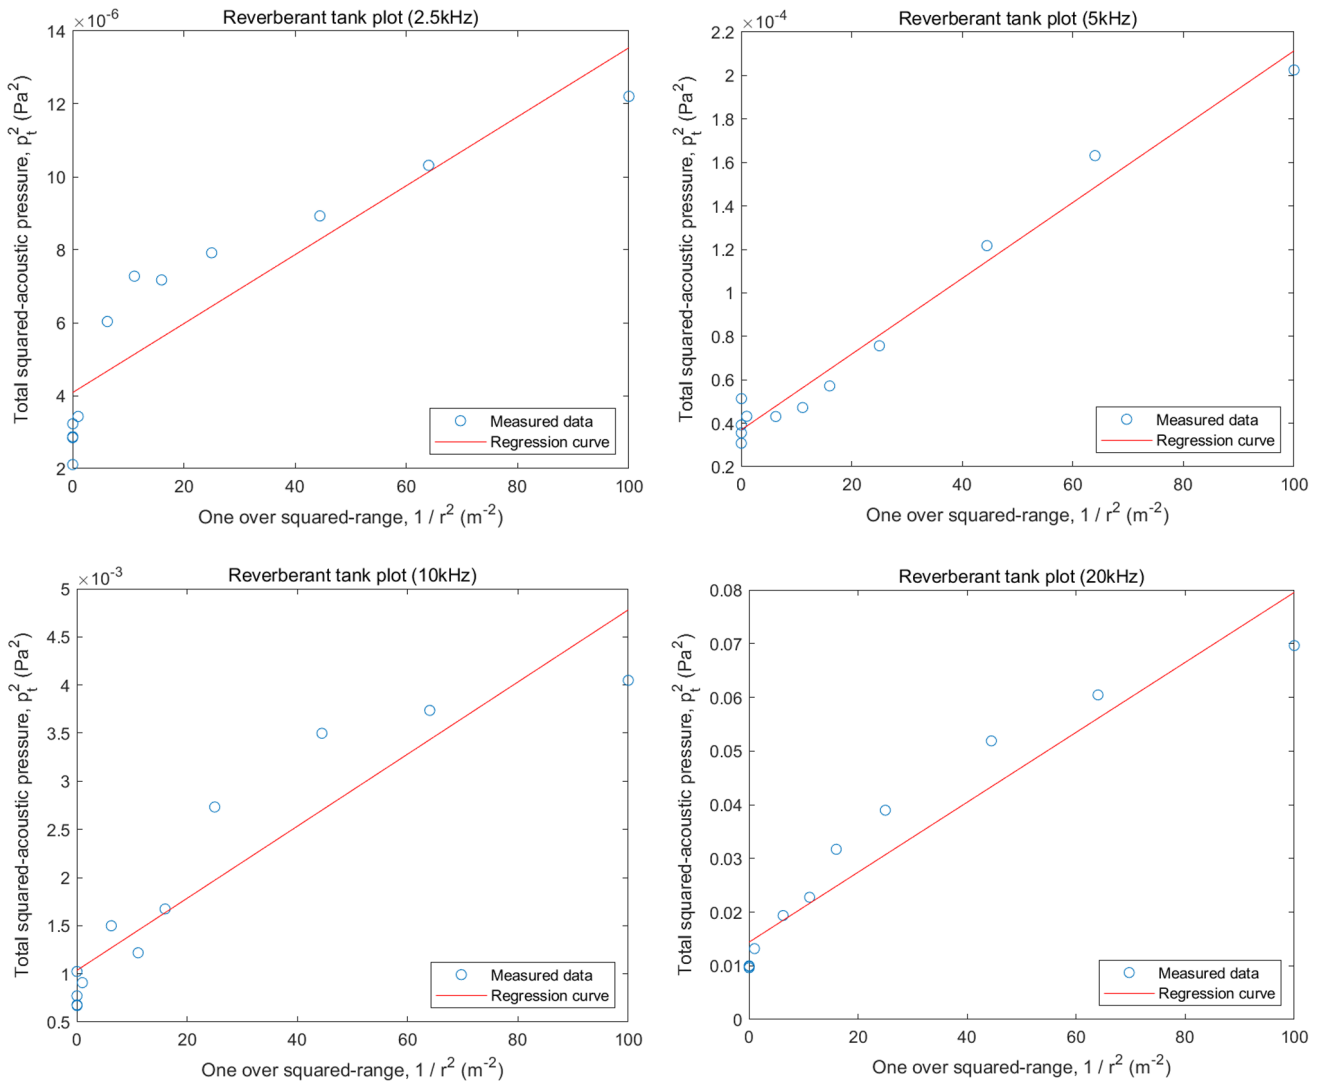 Reverberant tank plot (2.5kHz)
×10^-6
14
12
10
8
6
4
2
0 20 40 60 80 100
Total squared-acoustic pressure, p_t^2 (Pa^2)
One over squared-range, 1 / r^2 (m^-2)
Measured data
Regression curve
Reverberant tank plot (5kHz)
×10^-4
2.2
2
1.8
1.6
1.4
1.2
1
0.8
0.6
0.4
0.2
0 20 40 60 80 100
Total squared-acoustic pressure, p_t^2 (Pa^2)
One over squared-range, 1 / r^2 (m^-2)
Measured data
Regression curve
Reverberant tank plot (10kHz)
×10^-3
5
4.5
4
3.5
3
2.5
2
1.5
1
0.5
0 20 40 60 80 100
Total squared-acoustic pressure, p_t^2 (Pa^2)
One over squared-range, 1 / r^2 (m^-2)
Measured data
Regression curve
Reverberant tank plot (20kHz)
0.08
0.07
0.06
0.05
0.04
0.03
0.02
0.01
0
0 20 40 60 80 100
Total squared-acoustic pressure, p_t^2 (Pa^2)
One over squared-range, 1 / r^2 (m^-2)
Measured data
Regression curve